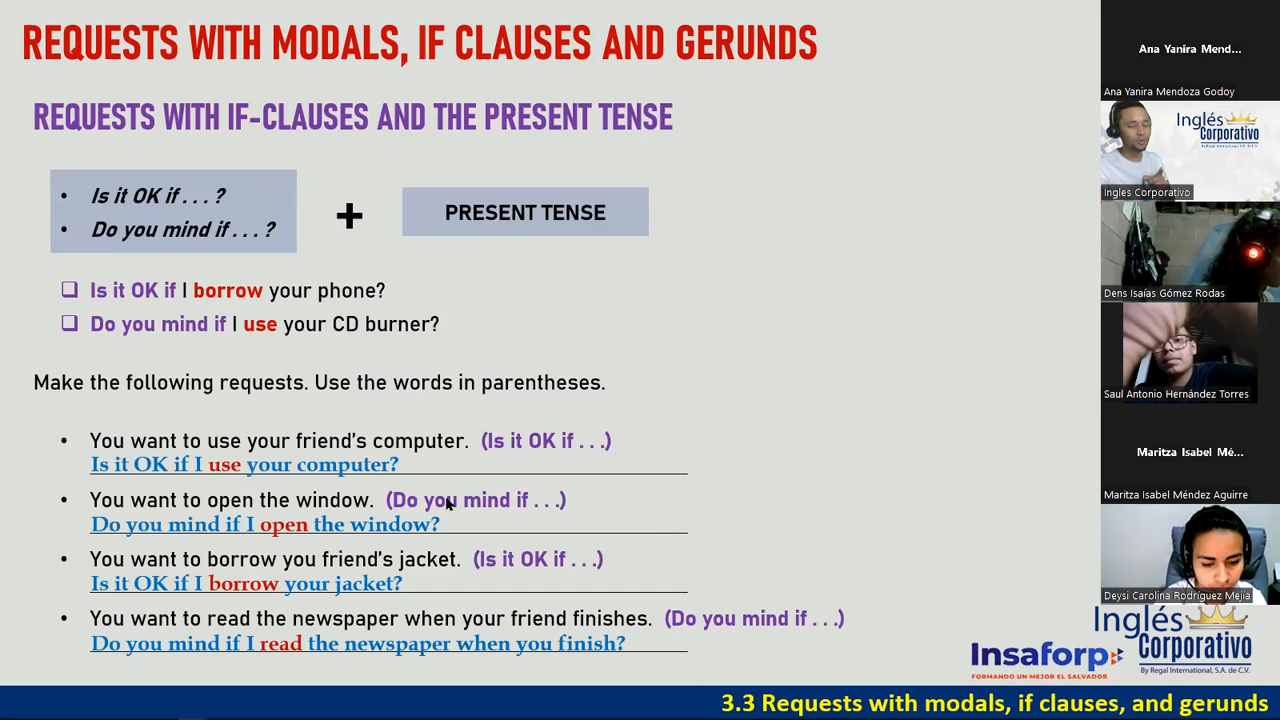 REQUESTS WITH MODALS, IF CLAUSES AND GERUNDS
REQUESTS WITH IF-CLAUSES AND THE PRESENT TENSE
• Is it OK if . . . ?
• Do you mind if . . . ?
+
PRESENT TENSE
❑ Is it OK if I borrow your phone?
❑ Do you mind if I use your CD burner?
Make the following requests. Use the words in parentheses.
• You want to use your friend's computer. (Is it OK if . . .)
Is it OK if I use your computer?
• You want to open the window. (Do you mind if . . .)
Do you mind if I open the window?
• You want to borrow you friend's jacket. (Is it OK if . . .)
Is it OK if I borrow your jacket?
• You want to read the newspaper when your friend finishes. (Do you mind if . . .)
Do you mind if I read the newspaper when you finish?
Ana Yanira Mend...
Ana Yanira Mendoza Godoy
Inglés
Corporativo
By Regal International, S.A. de C.V.
Ingles Corporativo
Dens Isaías Gómez Rodas
Saul Antonio Hernández Torres
Maritza Isabel Mé...
Maritza Isabel Méndez Aguirre
Deysi Carolina Rodríguez Mejía
Insaforp
FORMANDO UN MEJOR EL SALVADOR
Inglés
Corporativo
By Regal International, S.A. de C.V.
3.3 Requests with modals, if clauses, and gerunds